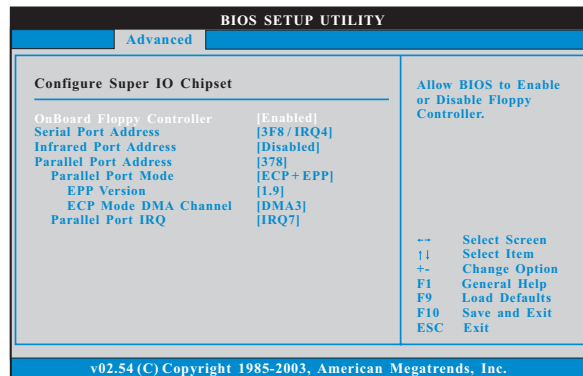 BIOS SETUP UTILITY
Advanced
Configure Super IO Chipset
OnBoard Floppy Controller [Enabled]
Serial Port Address [3F8 / IRQ4]
Infrared Port Address [Disabled]
Parallel Port Address [378]
Parallel Port Mode [ECP + EPP]
EPP Version [1.9]
ECP Mode DMA Channel [DMA3]
Parallel Port IRQ [IRQ7]
Allow BIOS to Enable
or Disable Floppy
Controller.
←→ Select Screen
↑↓ Select Item
+- Change Option
F1 General Help
F9 Load Defaults
F10 Save and Exit
ESC Exit
v02.54 (C) Copyright 1985-2003, American Megatrends, Inc.